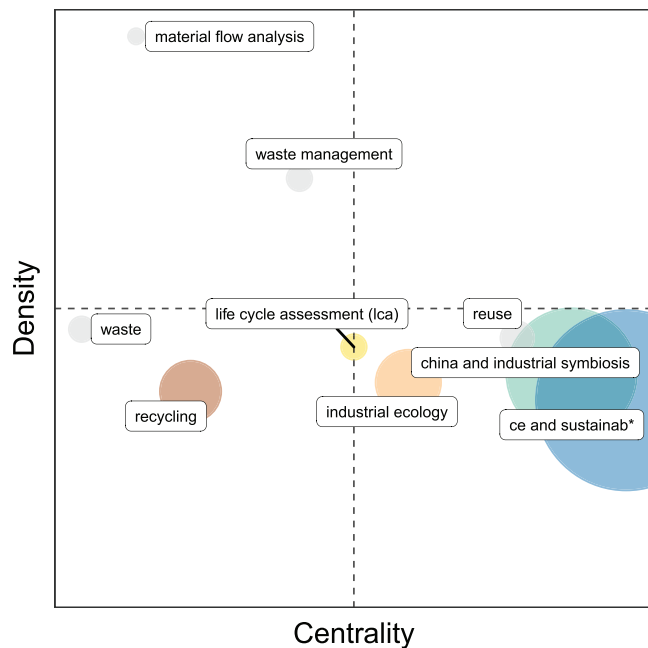 material flow analysis
waste management
life cycle assessment (lca)
reuse
waste
china and industrial symbiosis
industrial ecology
recycling
ce and sustainab*
Density
Centrality